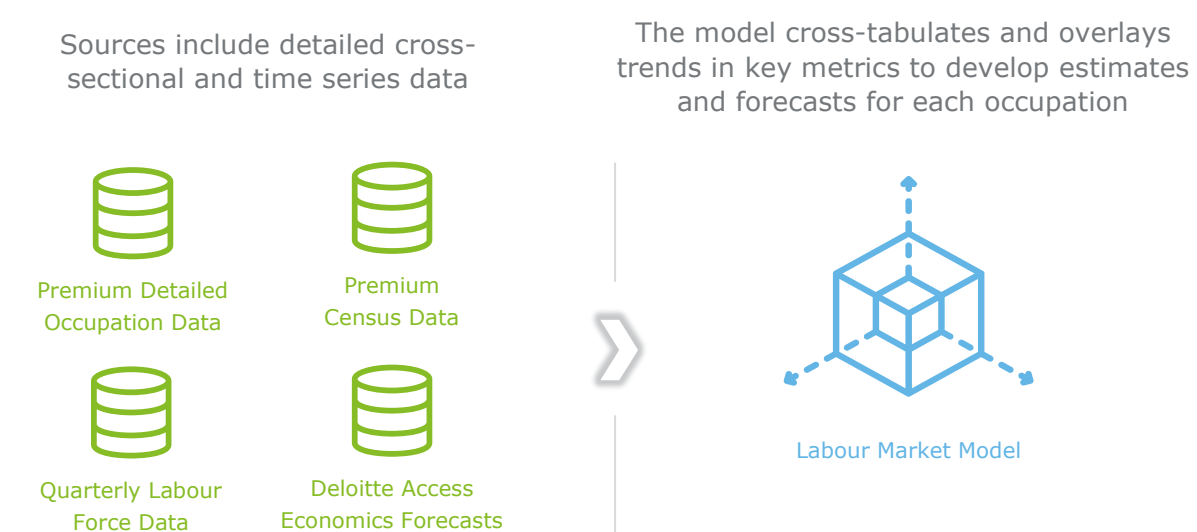 Sources include detailed cross-
sectional and time series data
The model cross-tabulates and overlays
trends in key metrics to develop estimates
and forecasts for each occupation
Premium Detailed
Occupation Data
Premium
Census Data
Quarterly Labour
Force Data
Deloitte Access
Economics Forecasts
Labour Market Model